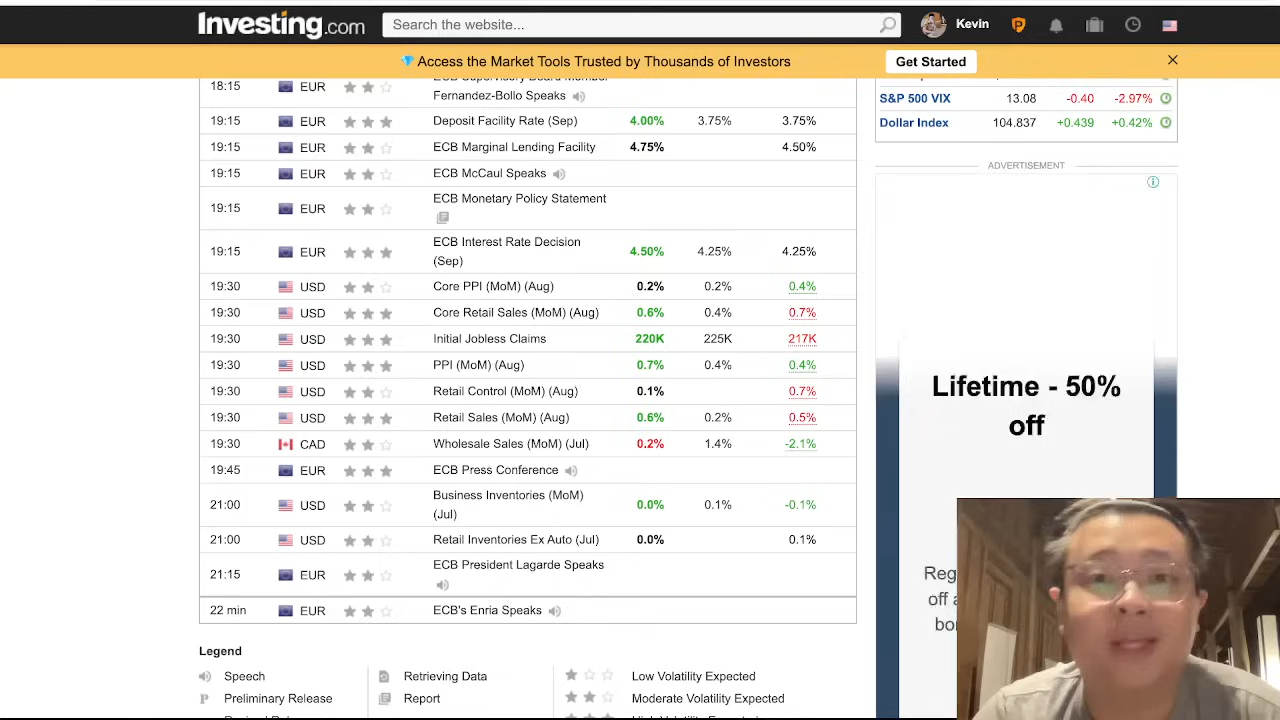 Investing.com
Search the website...
Kevin
Access the Market Tools Trusted by Thousands of Investors
Get Started
18:15 EUR ECB Supervisory Board Member
Fernandez-Bollo Speaks
19:15 EUR Deposit Facility Rate (Sep) 4.00% 3.75% 3.75%
19:15 EUR ECB Marginal Lending Facility 4.75% 4.50%
19:15 EUR ECB McCaul Speaks
19:15 EUR ECB Monetary Policy Statement
19:15 EUR ECB Interest Rate Decision
(Sep) 4.50% 4.25% 4.25%
19:30 USD Core PPI (MoM) (Aug) 0.2% 0.2% 0.4%
19:30 USD Core Retail Sales (MoM) (Aug) 0.6% 0.4% 0.7%
19:30 USD Initial Jobless Claims 220K 225K 217K
19:30 USD PPI (MoM) (Aug) 0.7% 0.4% 0.4%
19:30 USD Retail Control (MoM) (Aug) 0.1% 0.7%
19:30 USD Retail Sales (MoM) (Aug) 0.6% 0.2% 0.5%
19:30 CAD Wholesale Sales (MoM) (Jul) 0.2% 1.4% -2.1%
19:45 EUR ECB Press Conference
21:00 USD Business Inventories (MoM)
(Jul) 0.0% 0.1% -0.1%
21:00 USD Retail Inventories Ex Auto (Jul) 0.0% 0.1%
21:15 EUR ECB President Lagarde Speaks
22 min EUR ECB's Enria Speaks
Legend
Speech Retrieving Data Low Volatility Expected
P Preliminary Release Report Moderate Volatility Expected
S&P 500 VIX 13.08 -0.40 -2.97%
Dollar Index 104.837 +0.439 +0.42%
ADVERTISEMENT
Lifetime - 50%
off